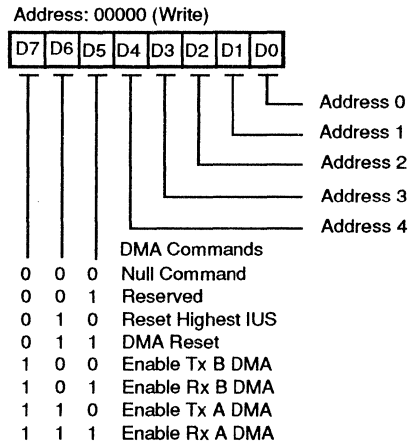 Address: 00000 (Write)
D7 D6 D5 D4 D3 D2 D1 D0
Address 0
Address 1
Address 2
Address 3
Address 4
DMA Commands
0 0 0 Null Command
0 0 1 Reserved
0 1 0 Reset Highest IUS
0 1 1 DMA Reset
1 0 0 Enable Tx B DMA
1 0 1 Enable Rx B DMA
1 1 0 Enable Tx A DMA
1 1 1 Enable Rx A DMA